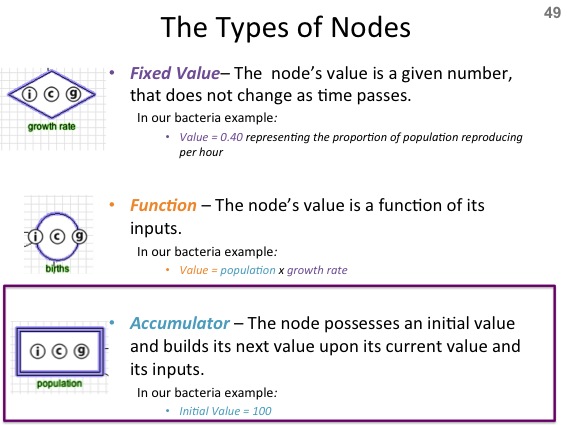 49
The Types of Nodes
• Fixed Value– The node's value is a given number,
that does not change as time passes.
In our bacteria example:
• Value = 0.40 representing the proportion of population reproducing
per hour
i c g
growth rate
• Function – The node's value is a function of its
inputs.
In our bacteria example:
• Value = population x growth rate
i c g
births
• Accumulator – The node possesses an initial value
and builds its next value upon its current value and
its inputs.
In our bacteria example:
• Initial Value = 100
i c g
population